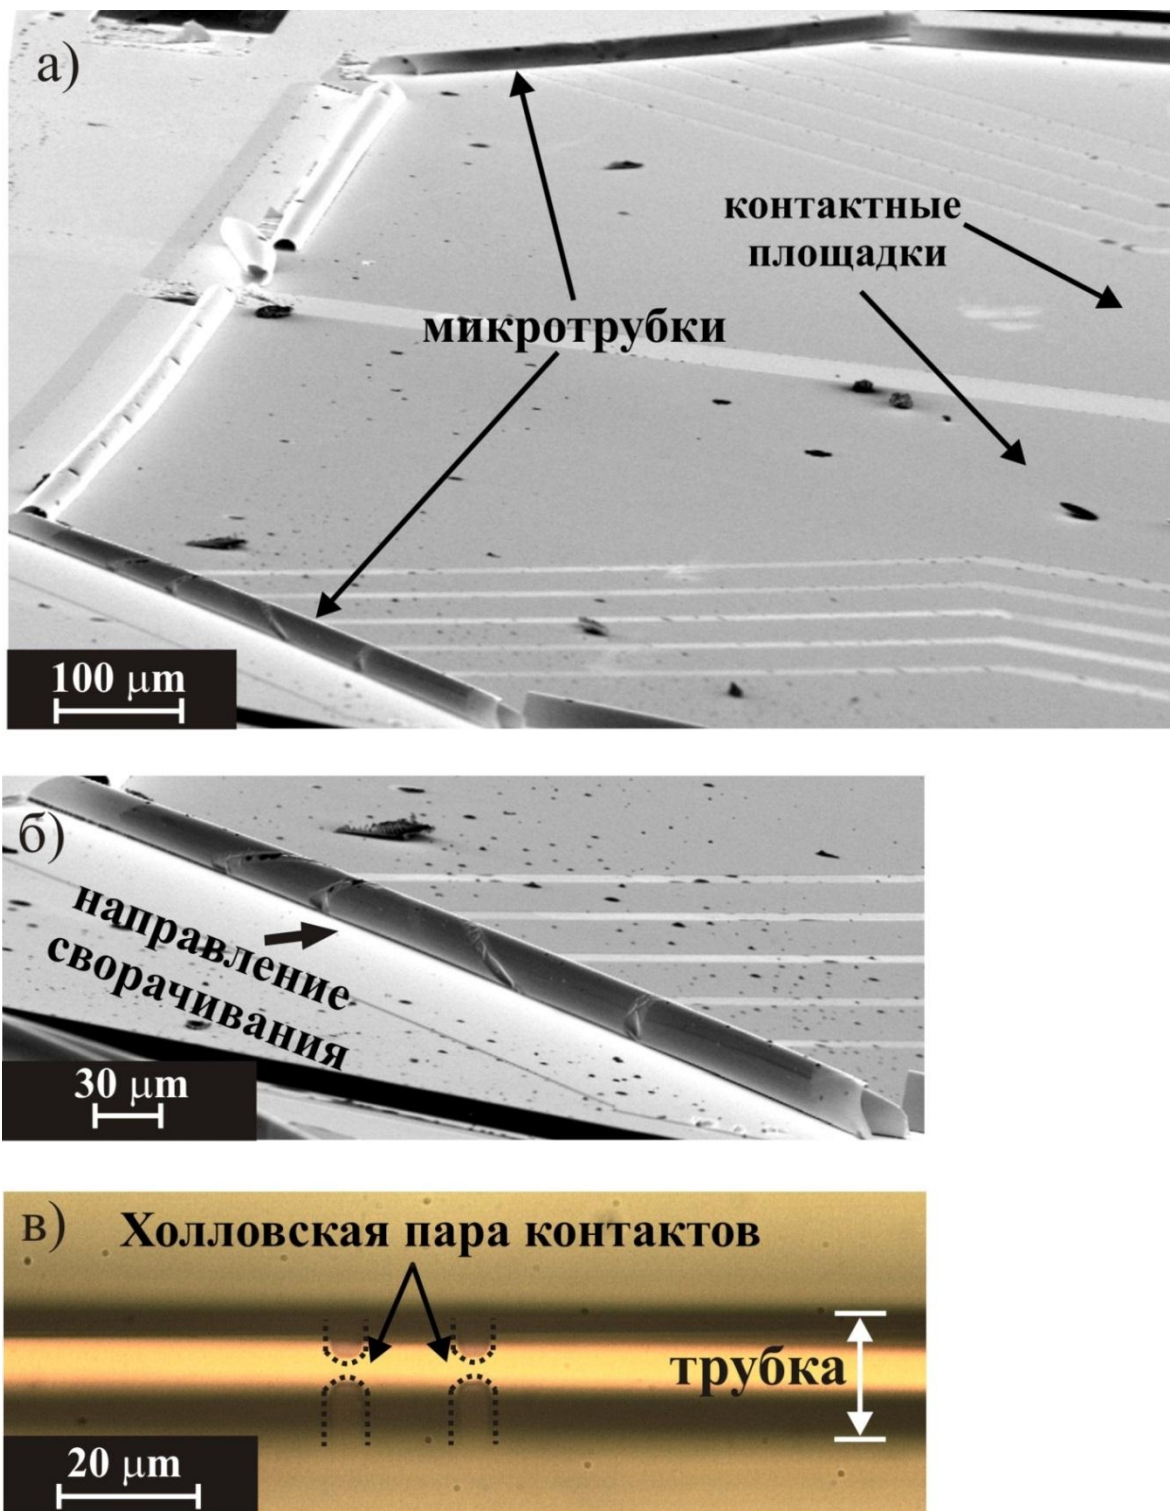 а)
контактные
площадки
микротрубки
100 μm
б)
направление
сворачивания
30 μm
в)
Холловская пара контактов
трубка
20 μm